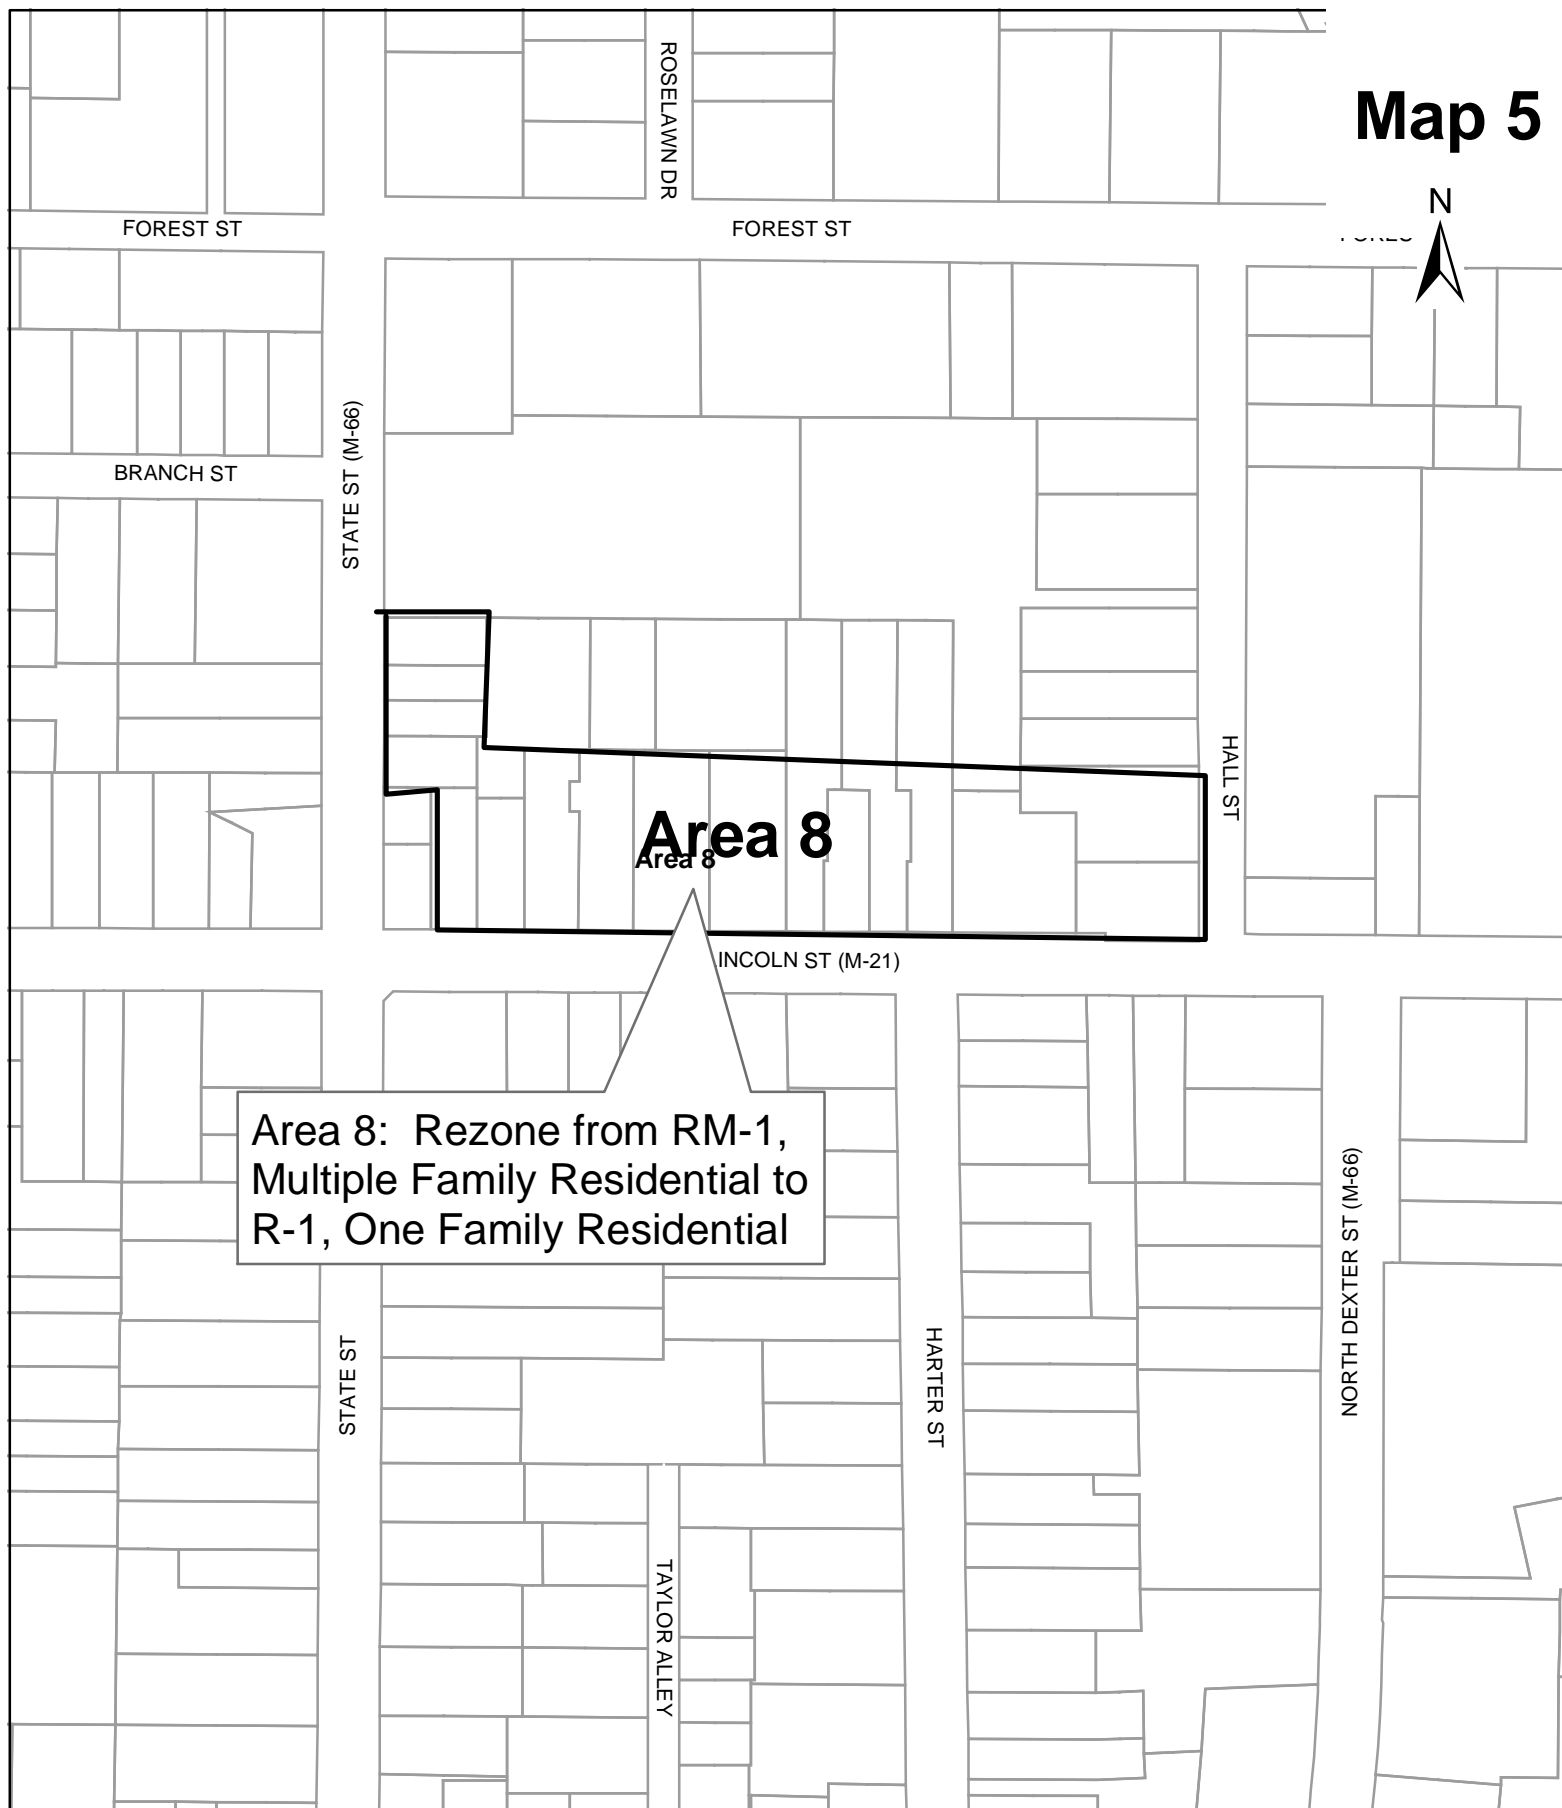 ROSELAWN DR
Map 5
N
FOREST ST
FOREST ST
STATE ST (M-66)
BRANCH ST
HALL ST
Area 8
Area 8
INCOLN ST (M-21)
Area 8: Rezone from RM-1,
Multiple Family Residential to
R-1, One Family Residential
NORTH DEXTER ST (M-66)
STATE ST
HARTER ST
TAYLOR ALLEY